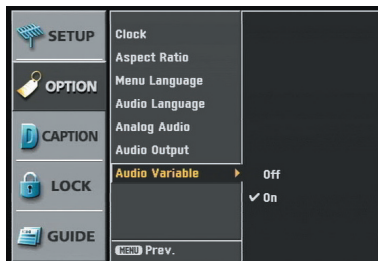 SETUP
OPTION
CAPTION
LOCK
GUIDE
Clock
Aspect Ratio
Menu Language
Audio Language
Analog Audio
Audio Output
Audio Variable
Off
On
MENU Prev.